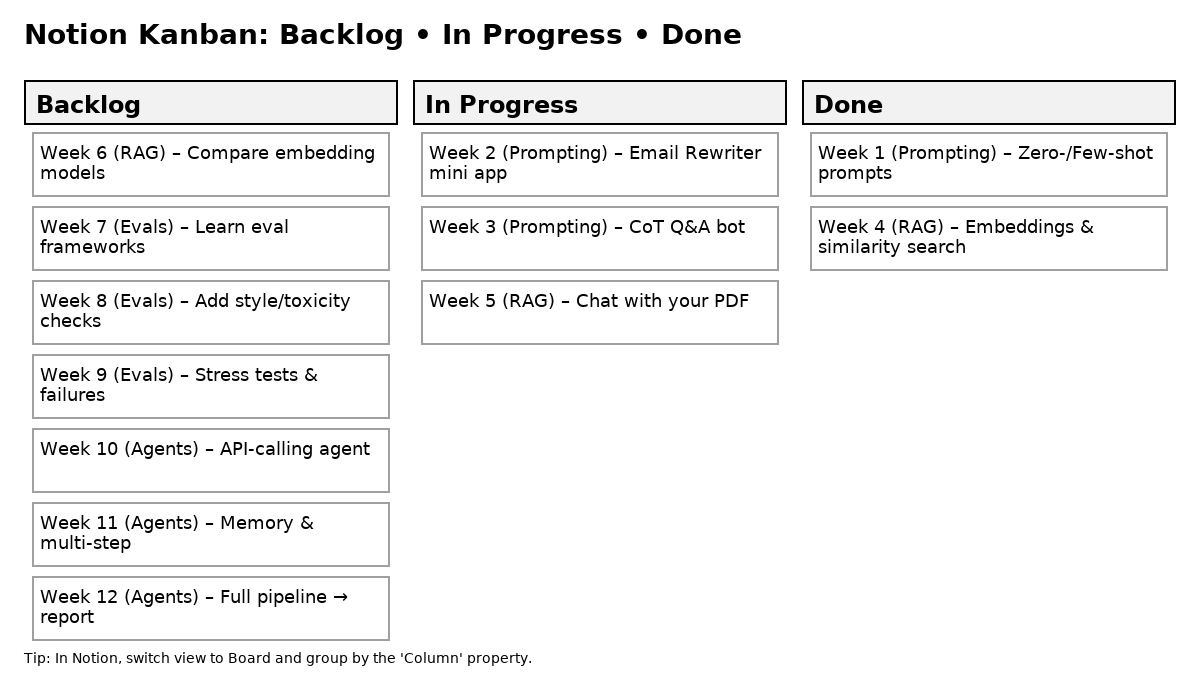 Notion Kanban: Backlog • In Progress • Done
Backlog
Week 6 (RAG) – Compare embedding
models
Week 7 (Evals) – Learn eval
frameworks
Week 8 (Evals) – Add style/toxicity
checks
Week 9 (Evals) – Stress tests &
failures
Week 10 (Agents) – API-calling agent
Week 11 (Agents) – Memory &
multi-step
Week 12 (Agents) – Full pipeline →
report
In Progress
Week 2 (Prompting) – Email Rewriter
mini app
Week 3 (Prompting) – CoT Q&A bot
Week 5 (RAG) – Chat with your PDF
Done
Week 1 (Prompting) – Zero-/Few-shot
prompts
Week 4 (RAG) – Embeddings &
similarity search
Tip: In Notion, switch view to Board and group by the 'Column' property.